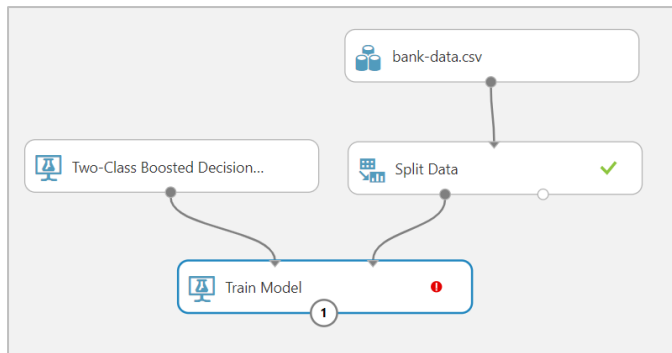 bank-data.csv
Two-Class Boosted Decision...
Split Data
Train Model
1